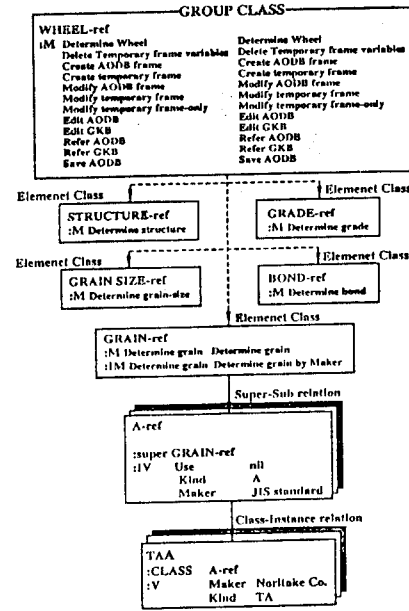 GROUP CLASS
WHEEL-ref
:M Determine Wheel Determine Wheel
Delete Temporary frame variables Delete Temporary frame variables
Create AODB frame Create AODB frame
Create temporary frame Create temporary frame
Modify AODB frame Modify AODB frame
Modify temporary frame Modify temporary frame
Modify temporary frame-only Modify temporary frame-only
Edit AODB Edit AODB
Edit GKB Edit GKB
Refer AODB Refer AODB
Refer GKB Refer GKB
Save AODB Save AODB
Elemenet Class Elemenet Class
STRUCTURE-ref GRADE-ref
:M Determine structure :M Determine grade
Elemenet Class Elemenet Class
GRAIN SIZE-ref BOND-ref
:M Determine grain-size :M Determine bond
Elemenet Class
GRAIN-ref
:M Determine grain Determine grain
:IM Determine grain Determine grain by Maker
Super-Sub relation
A-ref
:super GRAIN-ref
:IV Use nil
Kind A
Maker JIS standard
Class-Instance relation
TAA
:CLASS A-ref
:V Maker Noritake Co.
Kind TA